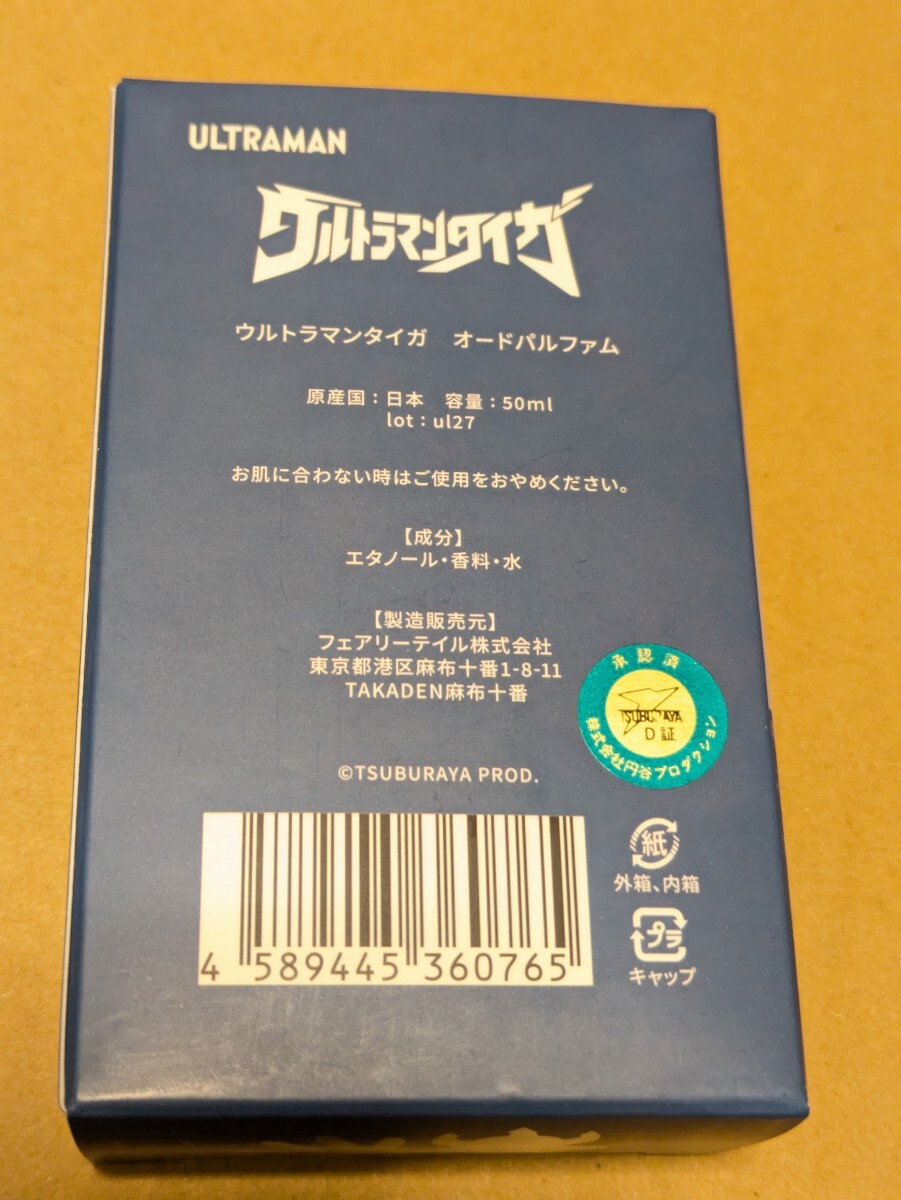 ULTRAMAN
ウルトラマンタイガ
ウルトラマンタイガ　オードパルファム
原産国：日本　容量：50ml
lot：ul27
お肌に合わない時はご使用をおやめください。
【成分】
エタノール・香料・水
【製造販売元】
フェアリーテイル株式会社
東京都港区麻布十番1-8-11
TAKADEN麻布十番
承認済
TSUBURAYA
D証
株式会社円谷プロダクション
©TSUBURAYA PROD.
紙
外箱、内箱
プラ
キャップ
4 589445 360765